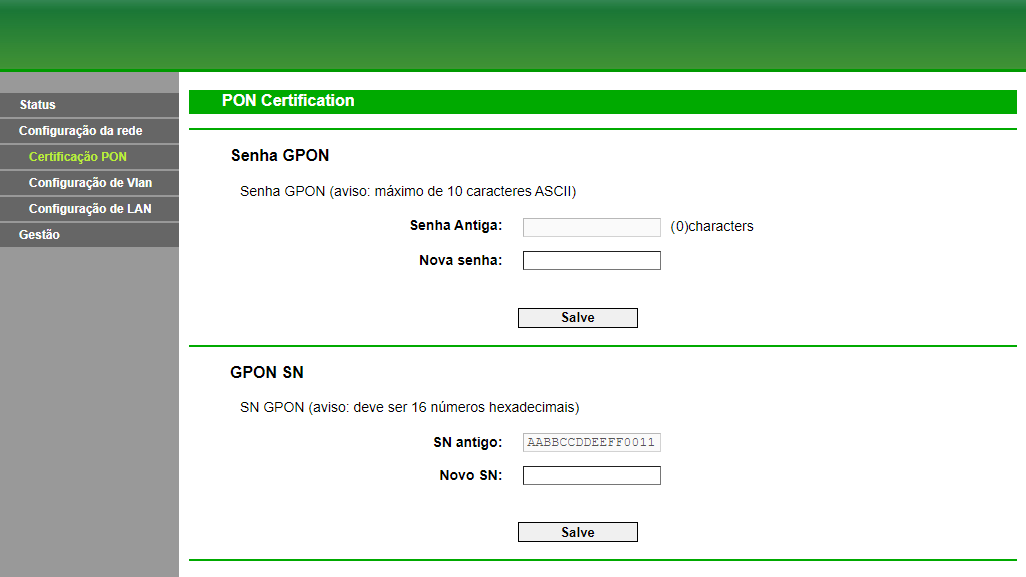 PON Certification
Status
Configuração da rede
Certificação PON
Configuração de Vlan
Configuração de LAN
Gestão
Senha GPON
Senha GPON (aviso: máximo de 10 caracteres ASCII)
Senha Antiga: (0)characters
Nova senha:
Salve
GPON SN
SN GPON (aviso: deve ser 16 números hexadecimais)
SN antigo: AABBCCDDEEFF0011
Novo SN:
Salve